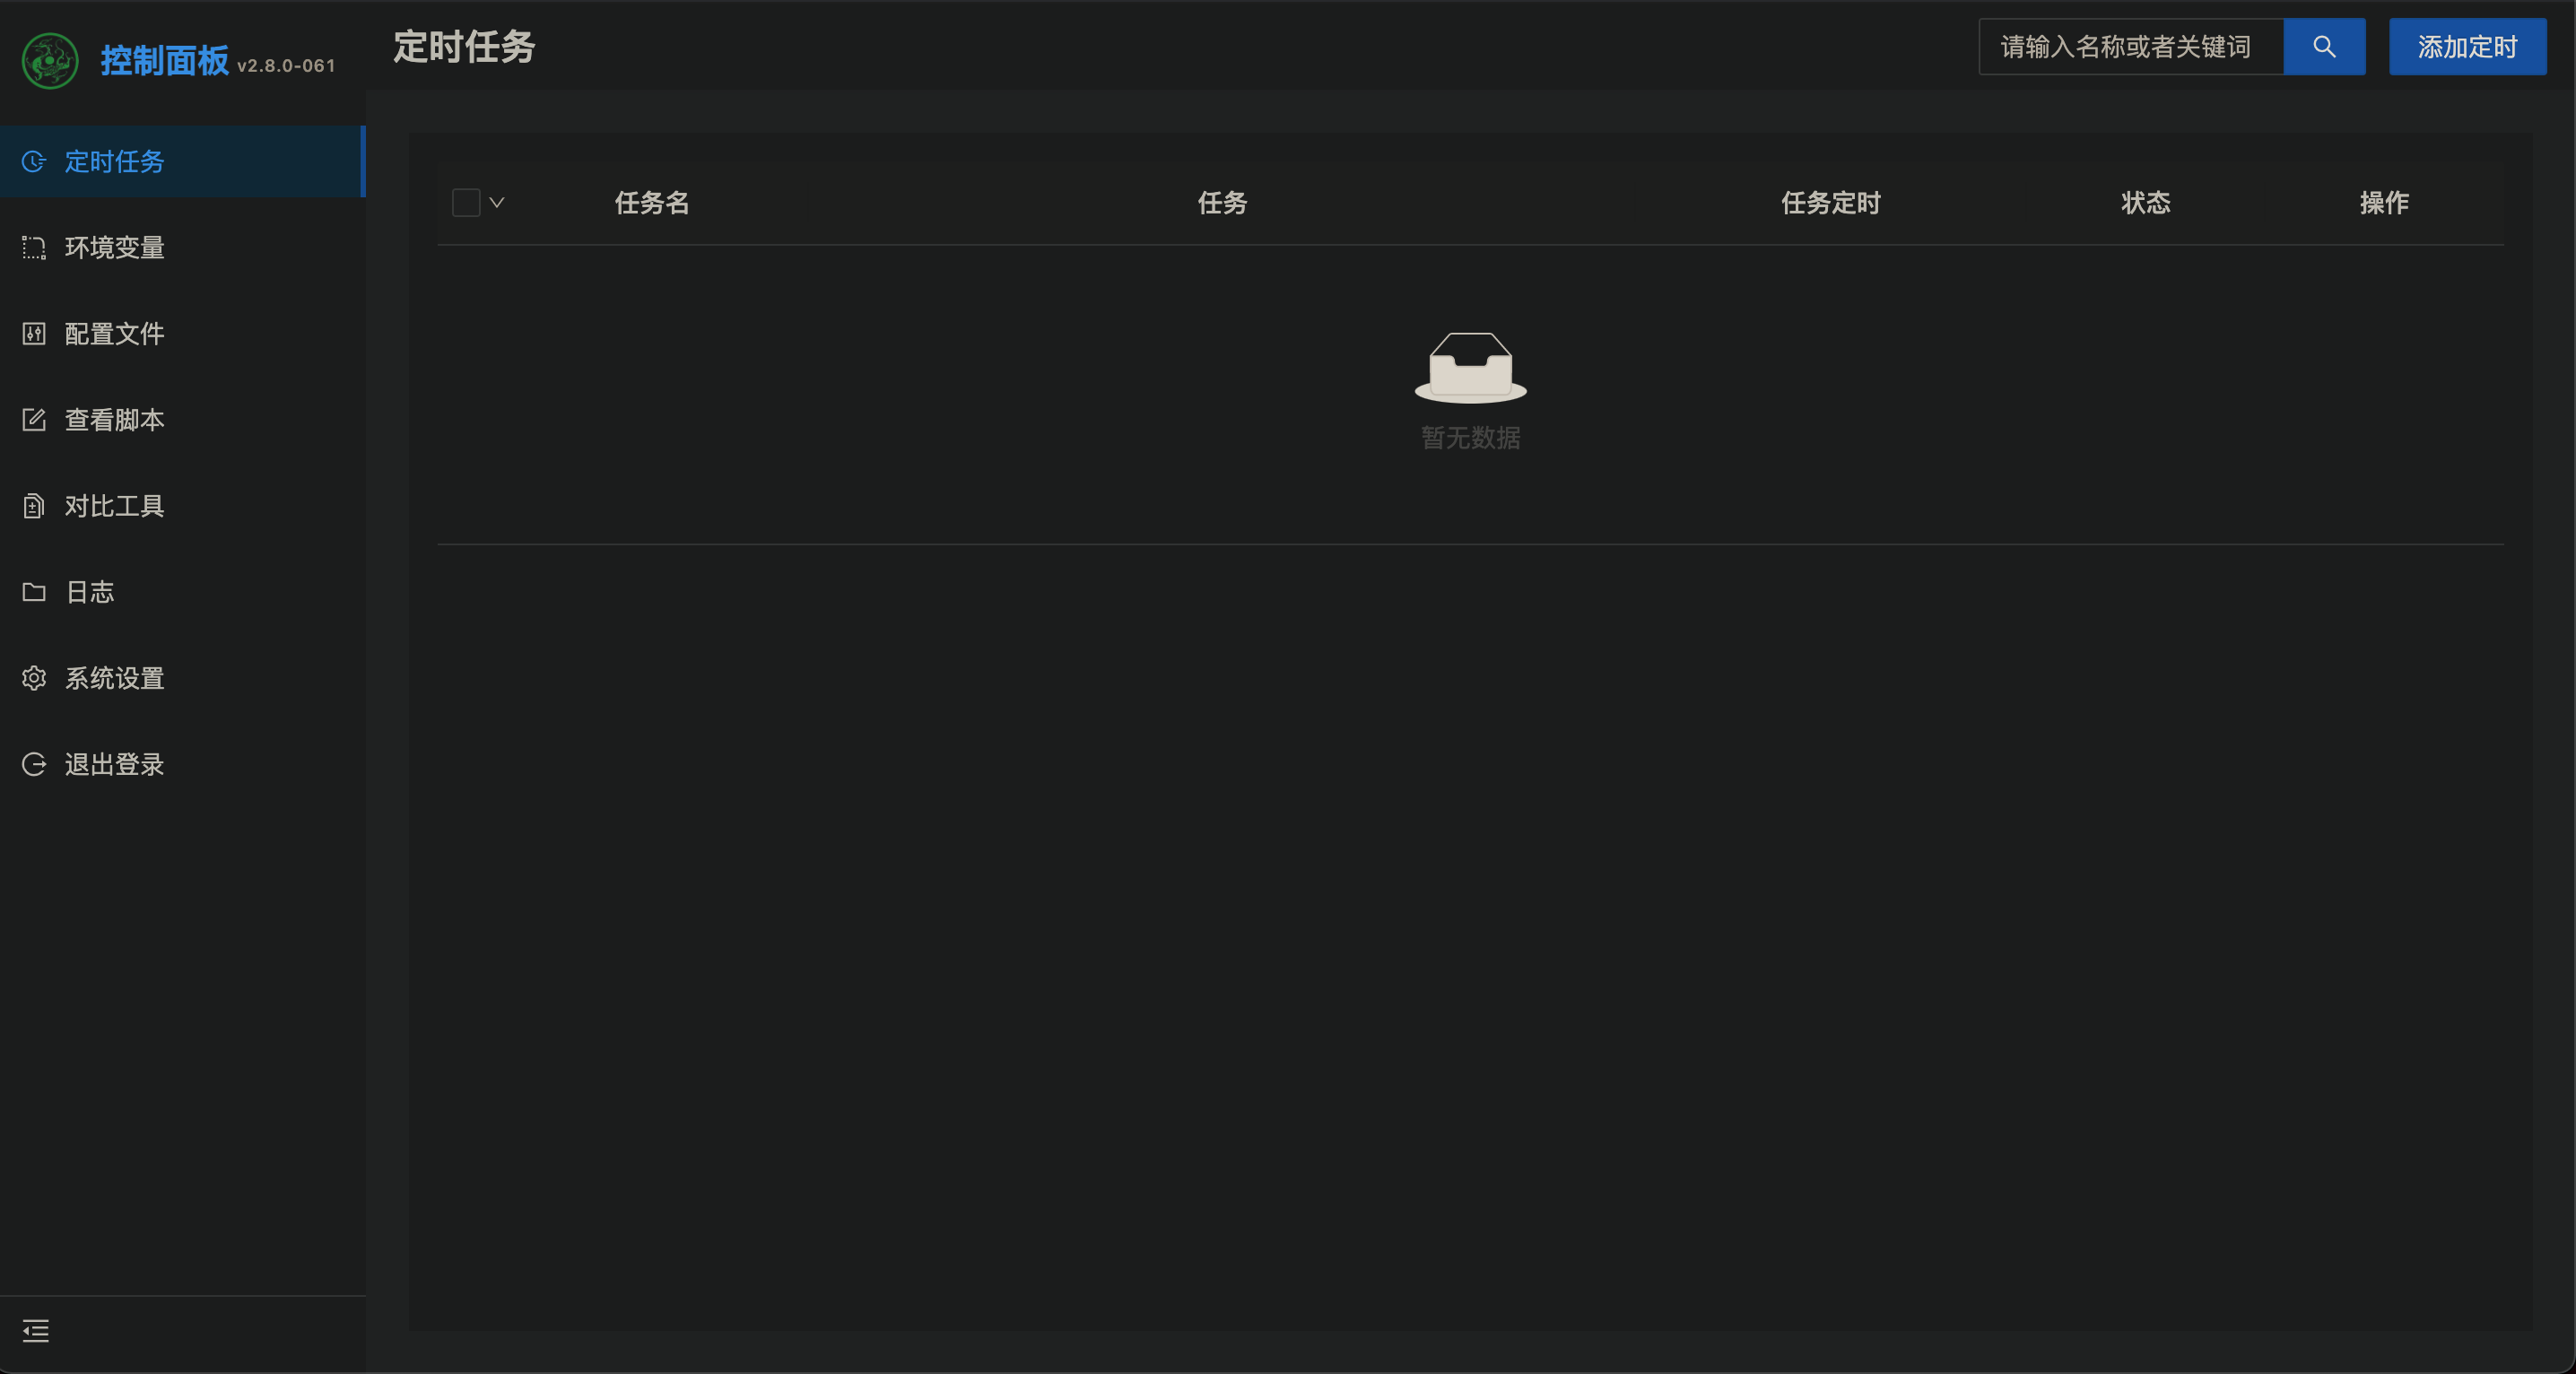 控制面板 v2.8.0-061
定时任务
环境变量
配置文件
查看脚本
对比工具
日志
系统设置
退出登录
定时任务
请输入名称或者关键词
添加定时
任务名 任务 任务定时 状态 操作
暂无数据